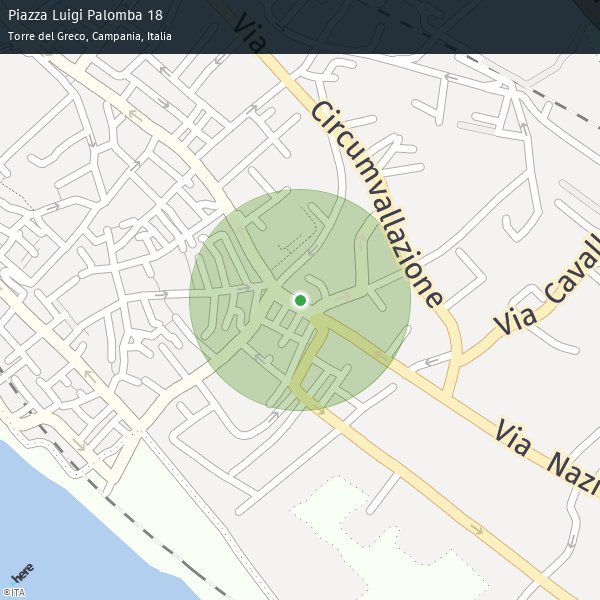 Piazza Luigi Palomba 18
Torre del Greco, Campania, Italia
Via
Circumvallazione
Via Cavall
Via Nazi
here
©ITA